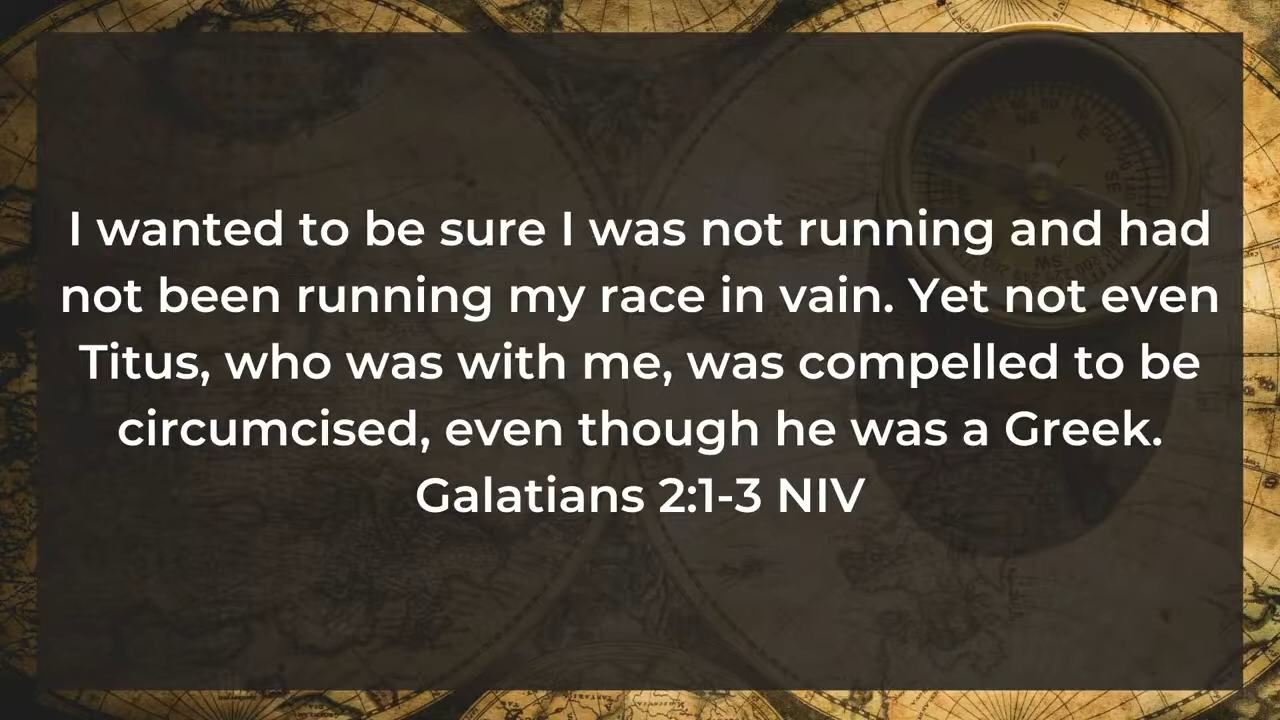 I wanted to be sure I was not running and had
not been running my race in vain. Yet not even
Titus, who was with me, was compelled to be
circumcised, even though he was a Greek.
Galatians 2:1-3 NIV